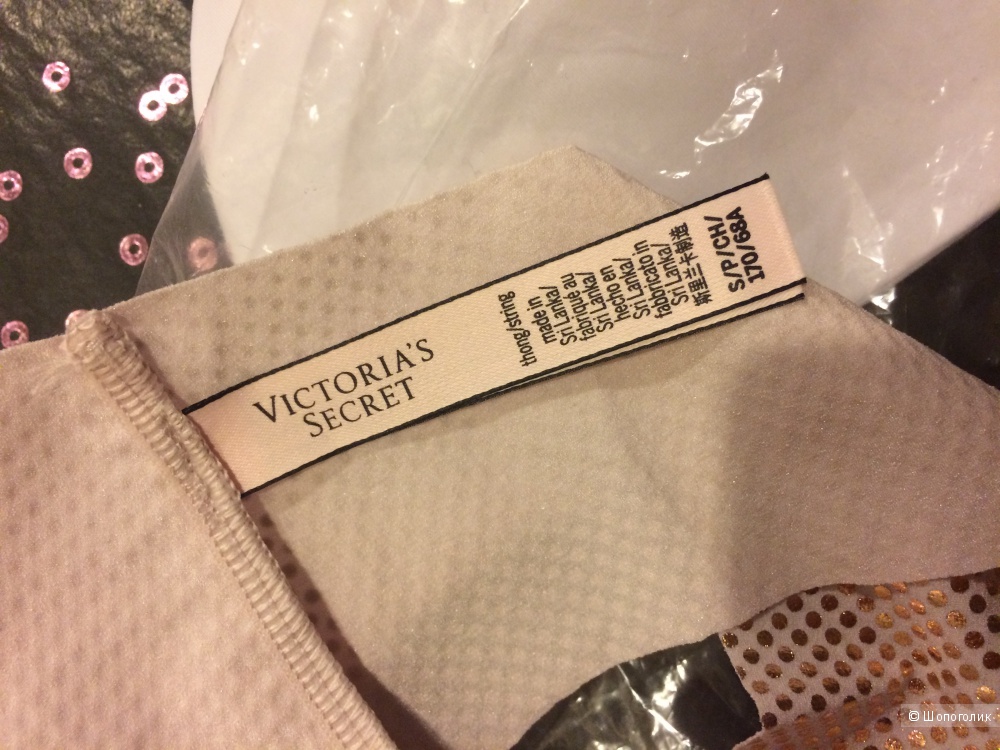 VICTORIA'S
SECRET
thong/string
made in
Sri Lanka/
fabriqué au
Sri Lanka/
hecho en
Sri Lanka/
fabricato in
Sri Lanka/
斯里兰卡制造
S/P/CH/
170/68A
© Шопоголик